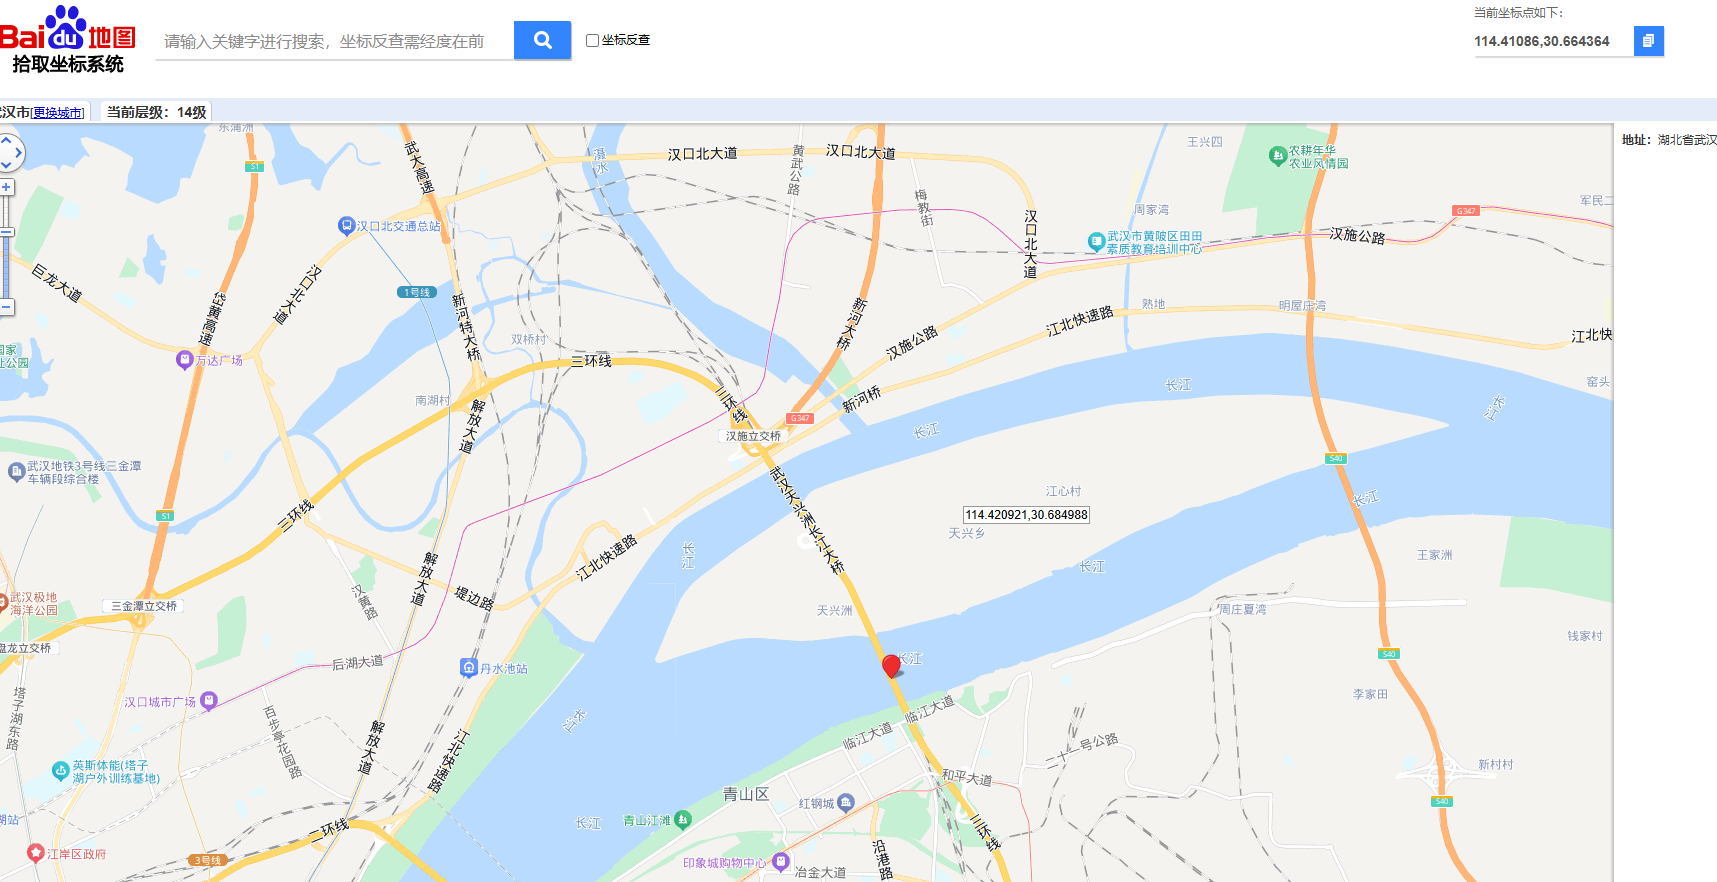 Bai du 地图
拾取坐标系统
请输入关键字进行搜索，坐标反查需经度在前
坐标反查
当前坐标点如下：
114.41086,30.664364
汉市[更换城市]
当前层级：14级
地址：湖北省武汉
东浦洲
S1
武大高速
滠水
汉口北大道
黄武公路
汉口北大道
王兴四
农耕年华
农业风情园
梅教街
周家湾
军民二
G347
汉口北交通总站
汉口北大道
武汉市黄陂区田田
素质教育培训中心
汉施公路
巨龙大道
汉口北大道
1号线
岱黄高速
新河特大桥
新河大桥
熟地
明屋庄湾
江北快速路
汉施公路
江北快
双桥村
国家
公园
万达广场
三环线
长江
窑头
南湖村
三环线
新河桥
长江
G347
解放大道
汉施立交桥
长江
S40
武汉地铁3号线三金潭
车辆段综合楼
武汉天兴洲长江大桥
江心村
长江
114.420921,30.684988
S1
三环线
天兴乡
江北快速路
长江
王家洲
解放大道
长江
汉黄路
堤边路
武汉极地
海洋公园
三金潭立交桥
天兴洲
周庄夏湾
钱家村
盘龙立交桥
后湖大道
丹水池站
长江
S40
塔子湖东路
汉口城市广场
李家田
百步亭花园路
长江
临江大道
临江大道
解放大道
江北快速路
二十一号公路
英斯体能(塔子
湖户外训练基地)
和平大道
新村村
青山区
红钢城
S40
湖站
二环线
长江
青山江滩
三环线
江岸区政府
3号线
印象城购物中心
冶金大道
沿港路